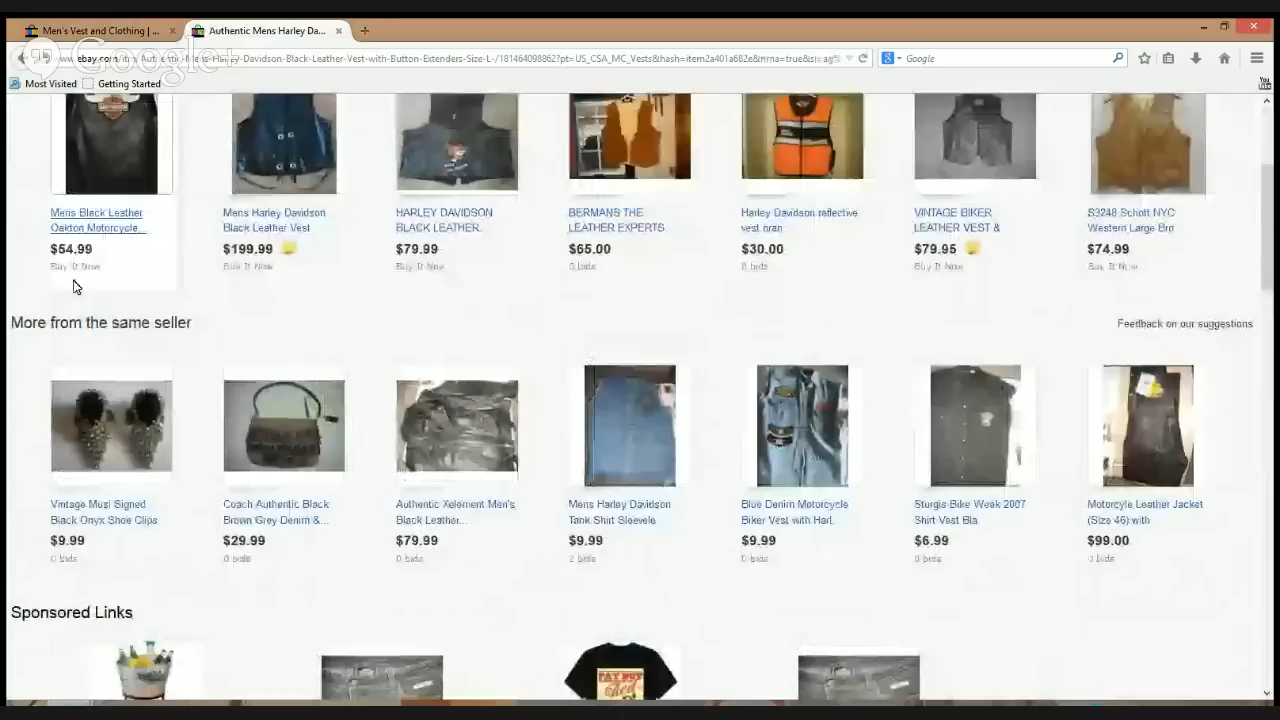 Men's Vest and Clothing | ...
Authentic Mens Harley Da...
Google+
Google
Most Visited
Getting Started
You
Mens Black Leather
Oakton Motorcycle...
$54.99
Buy It Now
Mens Harley Davidson
Black Leather Vest
$199.99
Buy It Now
HARLEY DAVIDSON
BLACK LEATHER.
$79.99
Buy It Now
BERMANS THE
LEATHER EXPERTS
$65.00
0 bids
Harley Davidson reflective
vest oran
$30.00
0 bids
VINTAGE BIKER
LEATHER VEST &
$79.95
Buy It Now
S3248 Schott NYC
Western Large Bro
$74.99
Buy It Now
More from the same seller
Feedback on our suggestions
Vintage Musi Signed
Black Onyx Shoe Clips
$9.99
0 bids
Coach Authentic Black
Brown Grey Denim &...
$29.99
0 bids
Authentic Xelement Men's
Black Leather...
$79.99
0 bids
Mens Harley Davidson
Tank Shirt Sleevele
$9.99
2 bids
Blue Denim Motorcycle
Biker Vest with Harl.
$9.99
0 bids
Sturgis Bike Week 2007
Shirt Vest Bla
$6.99
0 bids
Motorcyle Leather Jacket
(Size 46) with
$99.00
bids
Sponsored Links